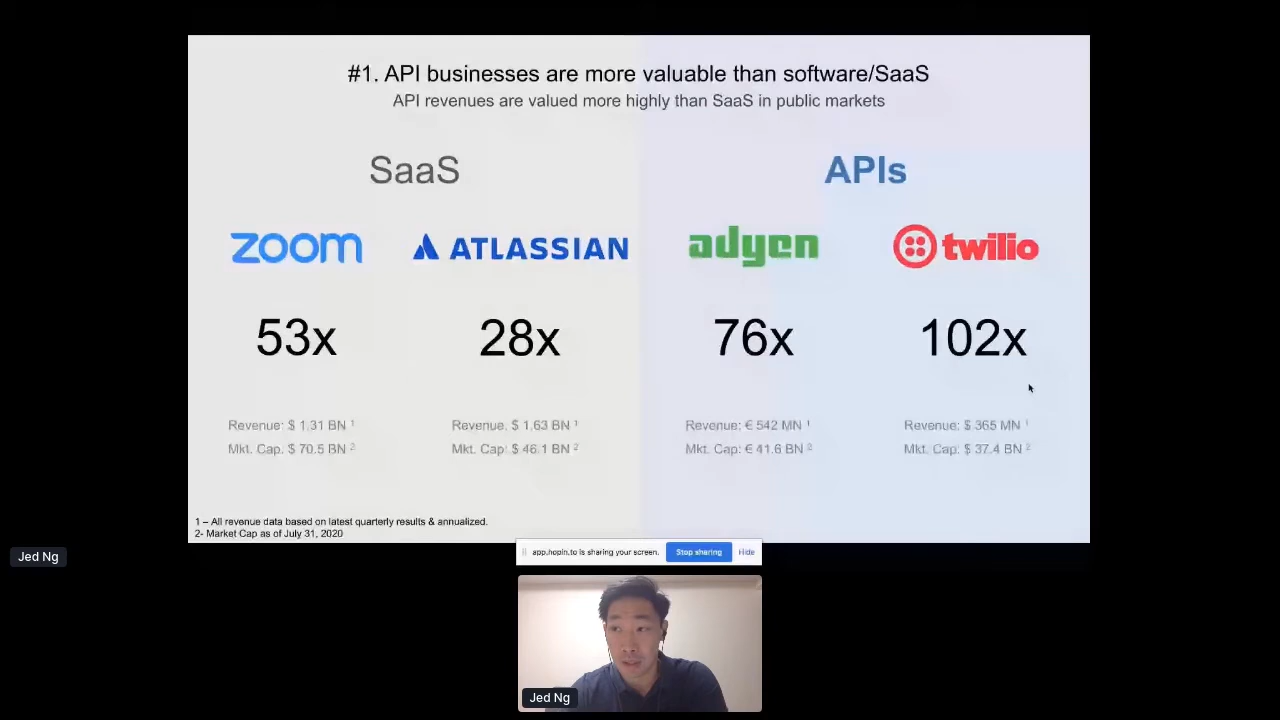 #1. API businesses are more valuable than software/SaaS
API revenues are valued more highly than SaaS in public markets
SaaS
APIs
zoom
ATLASSIAN
adyen
twilio
53x
28x
76x
102x
Revenue: $ 1.31 BN 1
Revenue: $ 1.63 BN 1
Revenue: € 542 MN 1
Revenue: $ 365 MN 1
Mkt. Cap: $ 70.5 BN 2
Mkt. Cap: $ 46.1 BN 2
Mkt. Cap: € 41.6 BN 2
Mkt. Cap: $ 37.4 BN 2
1 – All revenue data based on latest quarterly results & annualized.
2- Market Cap as of July 31, 2020
app.hopin.to is sharing your screen.
Stop sharing
Hide
Jed Ng
Jed Ng